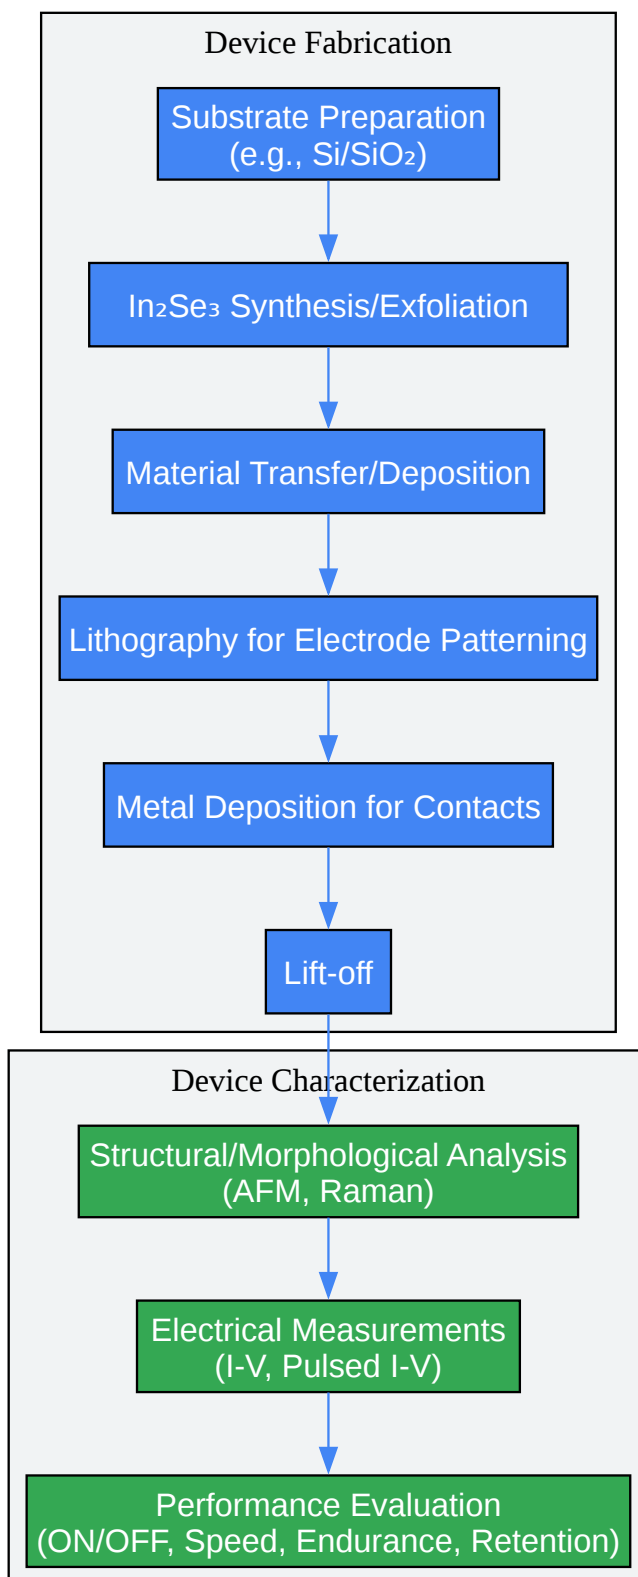 Device Fabrication
Substrate Preparation
(e.g., Si/SiO₂)
In₂Se₃ Synthesis/Exfoliation
Material Transfer/Deposition
Lithography for Electrode Patterning
Metal Deposition for Contacts
Lift-off
Device Characterization
Structural/Morphological Analysis
(AFM, Raman)
Electrical Measurements
(I-V, Pulsed I-V)
Performance Evaluation
(ON/OFF, Speed, Endurance, Retention)